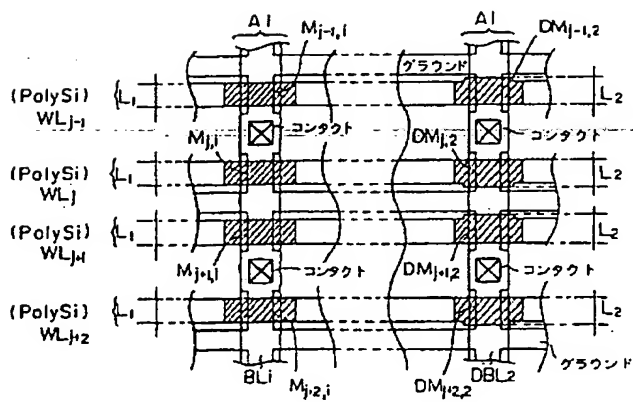 Al Al
Mj-1,i DMj-1,2
グラウンド
(PolySi) L1 L2
WLj-1
コンタクト コンタクト
Mj,i DMj,2
(PolySi) L1 L2
WLj
(PolySi) L1 L2
WLj+1
Mj+1,i コンタクト DMj+1,2 コンタクト
(PolySi) L1 L2
WLj+2
グラウンド
BLi Mj+2,i DMj+2,2 DBL2